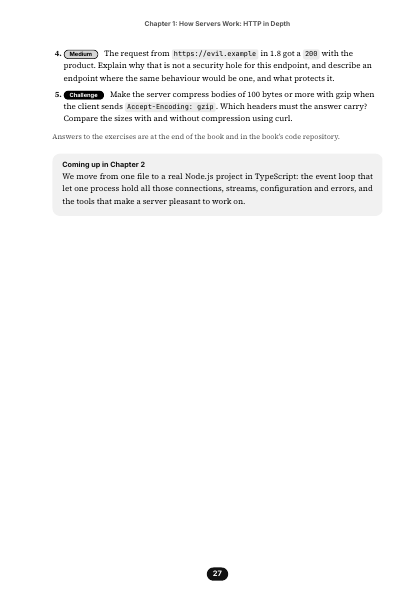 Chapter 1: How Servers Work: HTTP in Depth
4. Medium The request from https://evil.example in 1.8 got a 200 with the
product. Explain why that is not a security hole for this endpoint, and describe an
endpoint where the same behaviour would be one, and what protects it.
5. Challenge Make the server compress bodies of 100 bytes or more with gzip when
the client sends Accept-Encoding: gzip. Which headers must the answer carry?
Compare the sizes with and without compression using curl.
Answers to the exercises are at the end of the book and in the book's code repository.
Coming up in Chapter 2
We move from one file to a real Node.js project in TypeScript: the event loop that
let one process hold all those connections, streams, configuration and errors, and
the tools that make a server pleasant to work on.
27